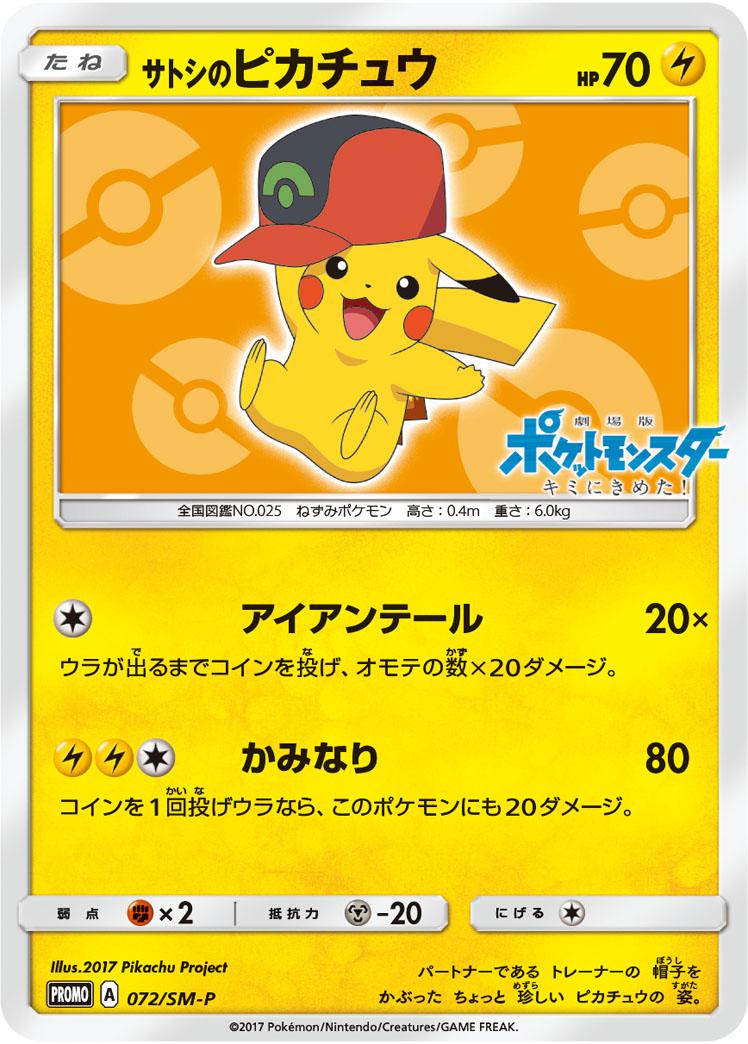 たね サトシのピカチュウ HP70
劇場版
ポケットモンスター
キミにきめた!
全国図鑑NO.025 ねずみポケモン 高さ:0.4m 重さ:6.0kg
アイアンテール 20×
ウラが出るまでコインを投げ、オモテの数×20ダメージ。
かみなり 80
コインを1回投げウラなら、このポケモンにも20ダメージ。
弱点 ×2 抵抗力 -20 にげる
Illus.2017 Pikachu Project
PROMO A 072/SM-P
パートナーである トレーナーの 帽子を
かぶった ちょっと 珍しい ピカチュウの 姿。
©2017 Pokémon/Nintendo/Creatures/GAME FREAK.